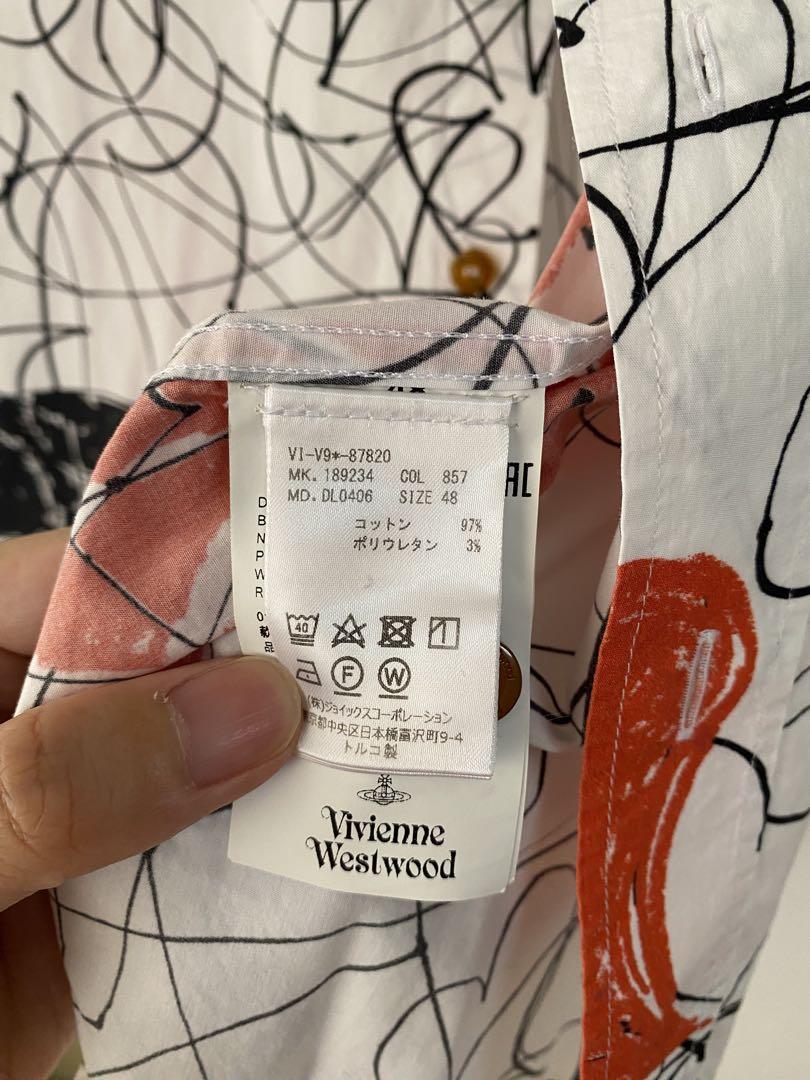 VI-V9*-87820
MK. 189234 COL 857
MD. DL0406 SIZE 48
コットン 97%
ポリウレタン 3%
40
F W
(株)ジョイックスコーポレーション
東京都中央区日本橋富沢町9-4
トルコ製
D
B
N
P
W
R
Vivienne
Westwood